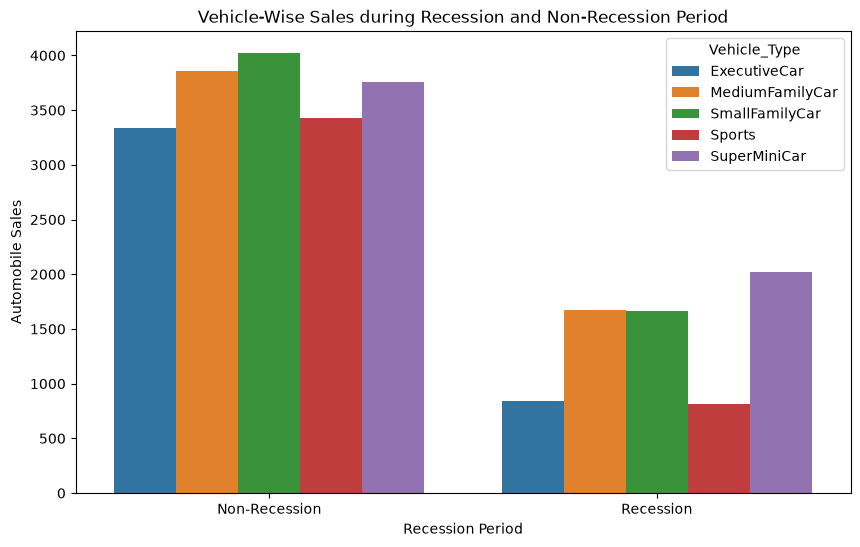 Vehicle-Wise Sales during Recession and Non-Recession Period
Vehicle_Type
ExecutiveCar
MediumFamilyCar
SmallFamilyCar
Sports
SuperMiniCar
Automobile Sales
4000
3500
3000
2500
2000
1500
1000
500
0
Non-Recession
Recession
Recession Period